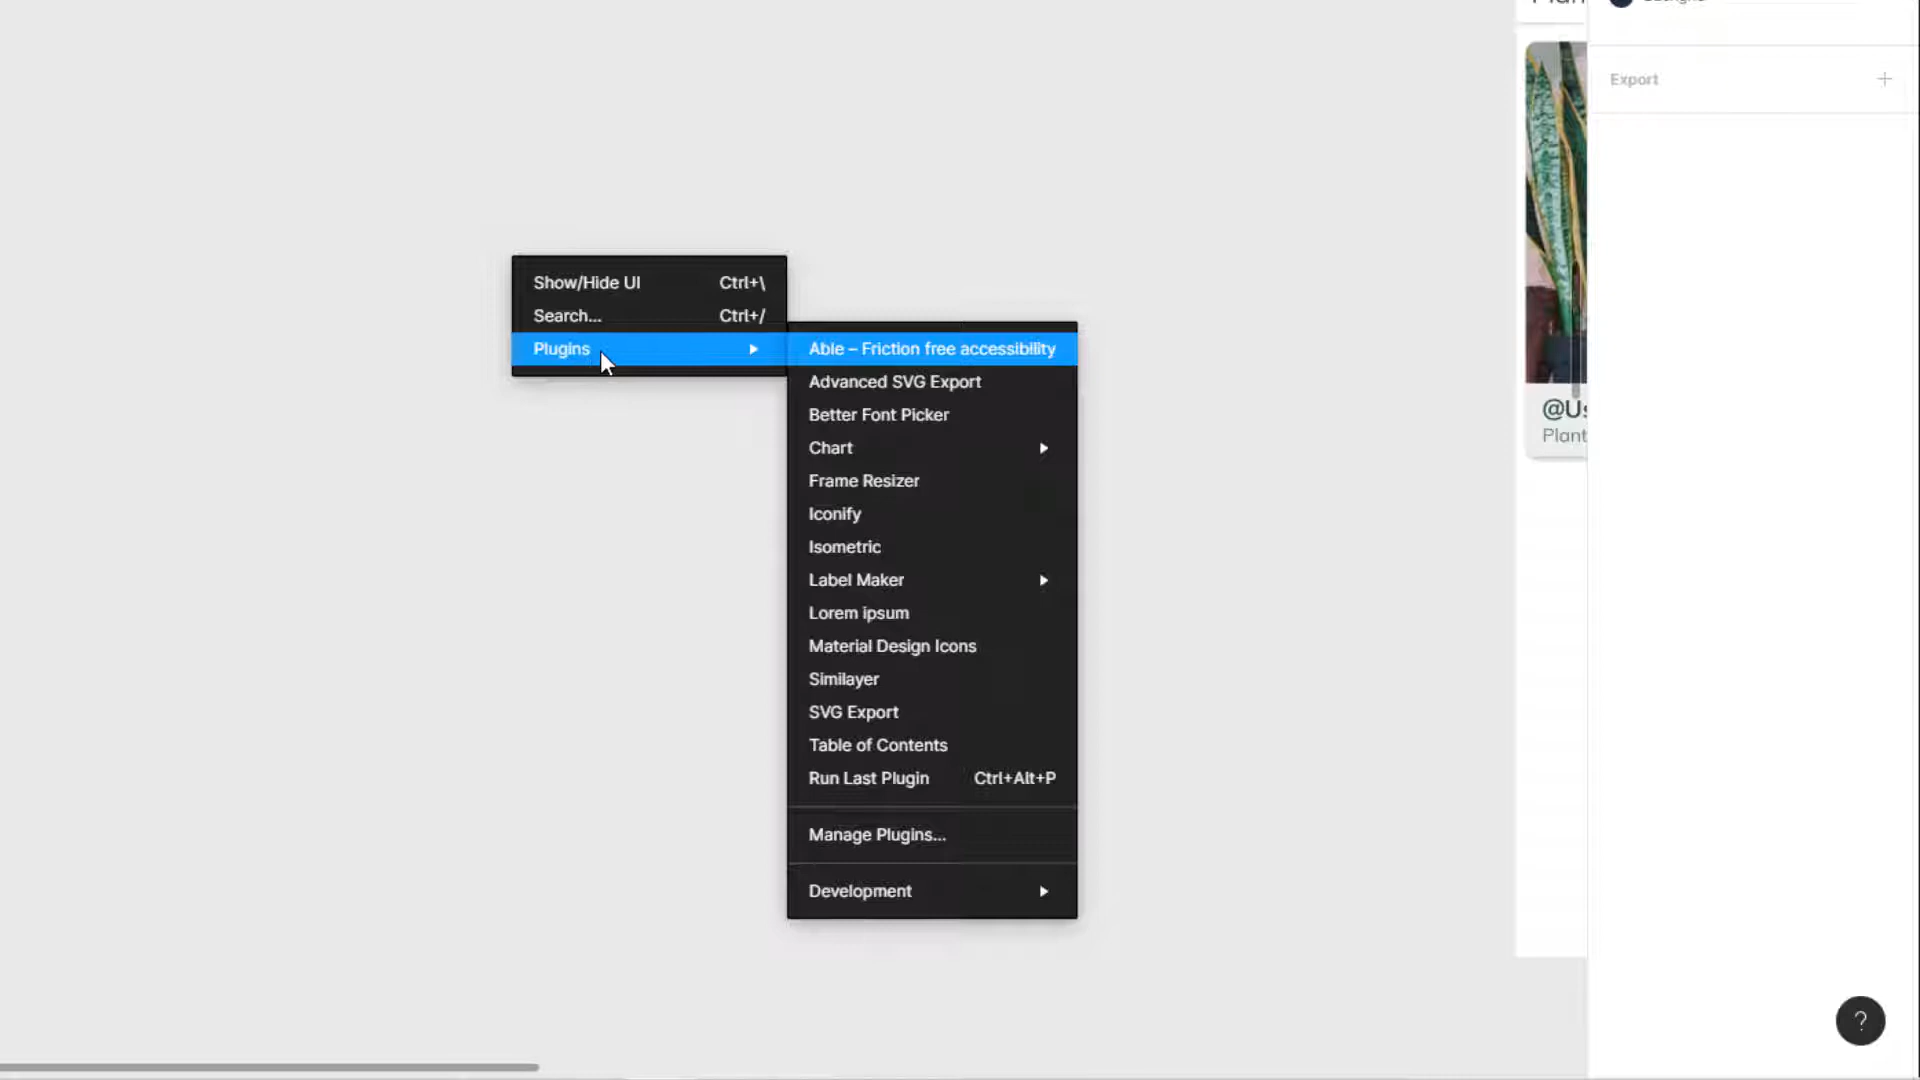 Export
Show/Hide UI Ctrl+\
Search... Ctrl+/
Plugins
Able – Friction free accessibility
Advanced SVG Export
Better Font Picker
Chart
Frame Resizer
Iconify
Isometric
Label Maker
Lorem ipsum
Material Design Icons
Similayer
SVG Export
Table of Contents
Run Last Plugin Ctrl+Alt+P
Manage Plugins...
Development
@Us
Plant
?